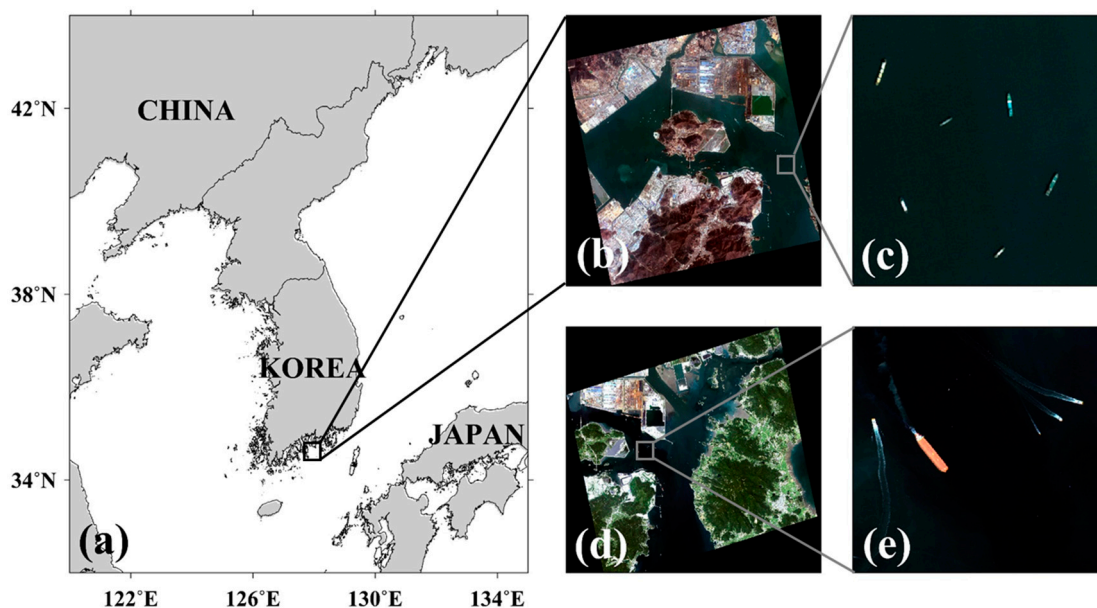 42°N
38°N
34°N
122°E
126°E
130°E
134°E
CHINA
KOREA
JAPAN
(a)
(b)
(c)
(d)
(e)